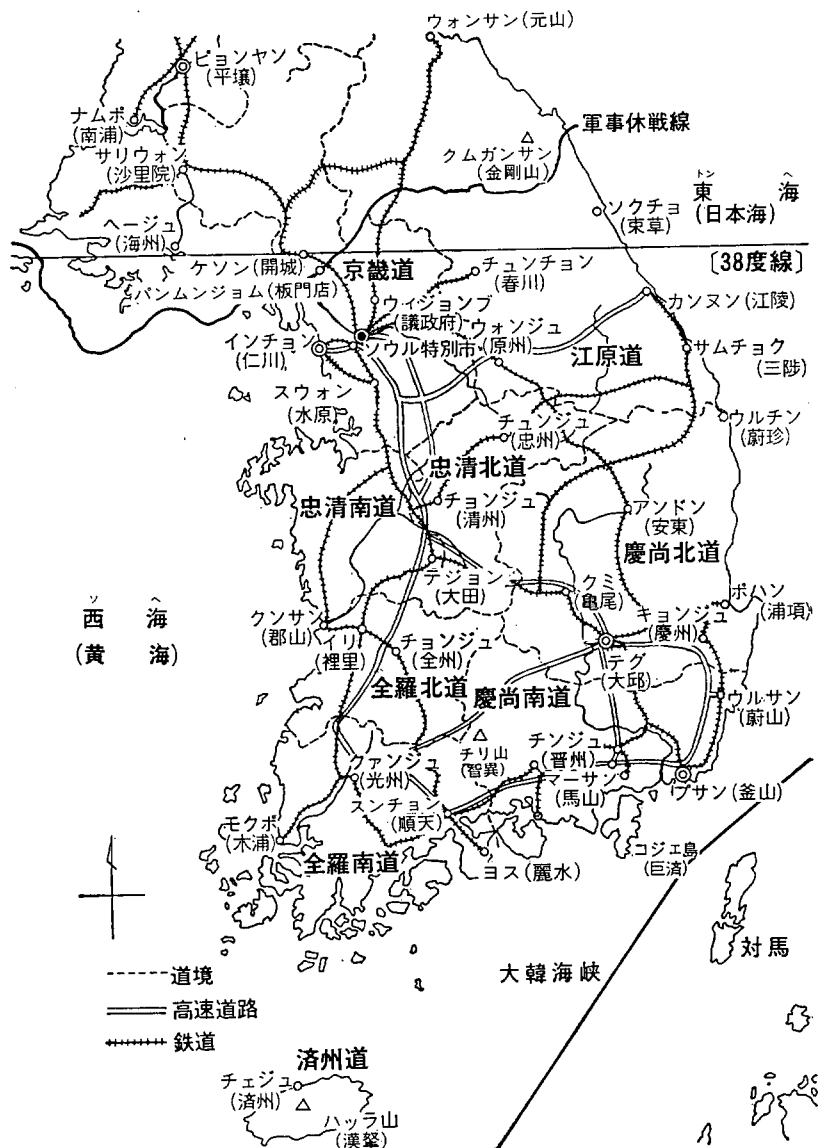 ウォンサン(元山)
ピョンヤン
(平壌)
ナムポ
(南浦)
サリウォン
(沙里院)
クムガンサン
(金剛山)
軍事休戦線
トン ヘ
東 海
(日本海)
ソクチョ
(束草)
ヘージュ
(海州)
〔38度線〕
ケソン(開城)
パンムンジョム(板門店)
京畿道
チュンチョン
(春川)
カンヌン(江陵)
ウィジョンブ
(議政府)
ウォンジュ
(原州)
インチョン
(仁川)
ソウル特別市
江原道
サムチョク
(三陟)
スウォン
(水原)
チュンジュ
(忠州)
ウルチン
(蔚珍)
忠清北道
忠清南道
チョンジュ
(清州)
アンドン
(安東)
慶尚北道
テジョン
(大田)
クミ
(亀尾)
ポハン
(浦項)
ソ ヘ
西 海
(黄 海)
クンサン
(郡山)
イリ
(裡里)
チョンジュ
(全州)
キョンジュ
(慶州)
テグ
(大邱)
全羅北道
慶尚南道
ウルサン
(蔚山)
チリ山
(智異)
チンジュ
(晋州)
クァンジュ
(光州)
マーサン
(馬山)
プサン(釜山)
スンチョン
(順天)
モクポ
(木浦)
全羅南道
ヨス(麗水)
コジェ島
(巨済)
対馬
大韓海峡
道境
高速道路
鉄道
済州道
チェジュ
(済州)
ハッラ山
(漢拏)